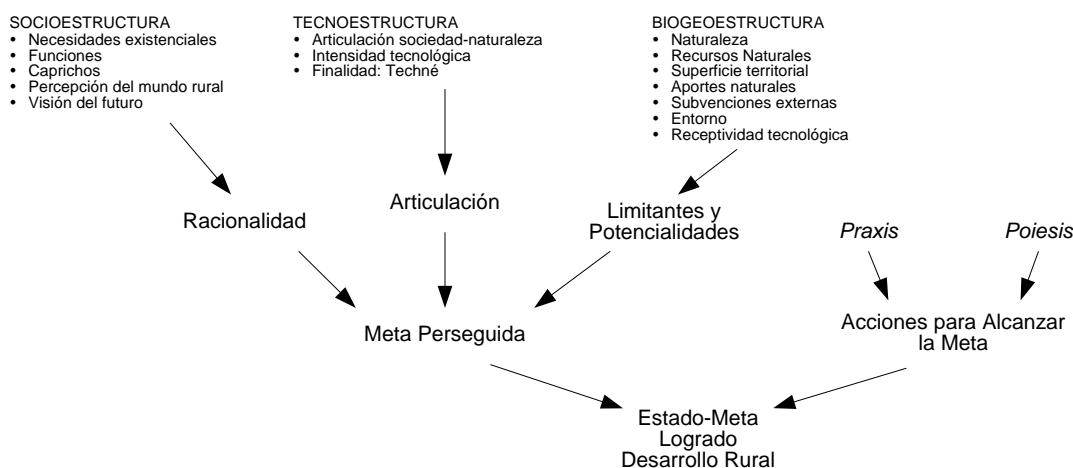 SOCIOESTRUCTURA
• Necesidades existenciales
• Funciones
• Caprichos
• Percepción del mundo rural
• Visión del futuro
TECNOESTRUCTURA
• Articulación sociedad-naturaleza
• Intensidad tecnológica
• Finalidad: Techné
BIOGEOESTRUCTURA
• Naturaleza
• Recursos Naturales
• Superficie territorial
• Aportes naturales
• Subvenciones externas
• Entorno
• Receptividad tecnológica
Racionalidad
Articulación
Limitantes y
Potencialidades
Praxis
Poiesis
Meta Perseguida
Acciones para Alcanzar
la Meta
Estado-Meta
Logrado
Desarrollo Rural